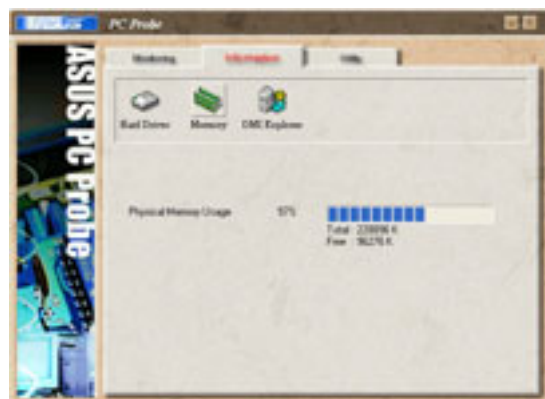 PC Probe
Monitoring Information Utility
Hard Drives Memory DMI Explorer
ASUS PC Probe
Physical Memory Usage
Total
Free : 96276 K